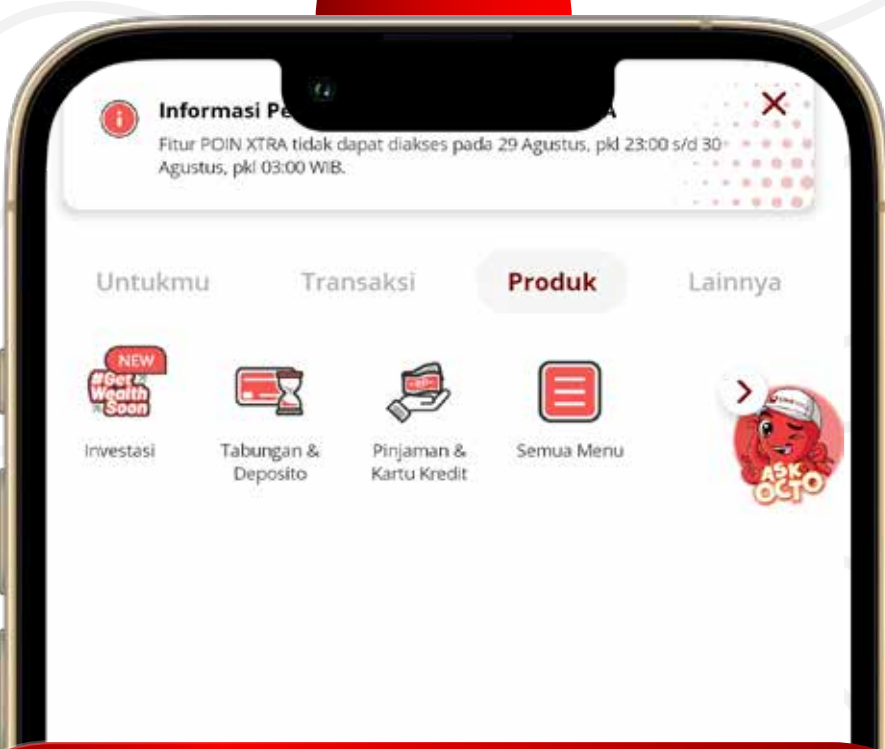 Informasi Pe
A
Fitur POIN XTRA tidak dapat diakses pada 29 Agustus, pkl 23:00 s/d 30
Agustus, pkl 03:00 WIB.
Untukmu
Transaksi
Produk
Lainnya
NEW
#Get
Wealth
Soon
Investasi
Tabungan &
Deposito
Pinjaman &
Kartu Kredit
Semua Menu
ASK
OCTO